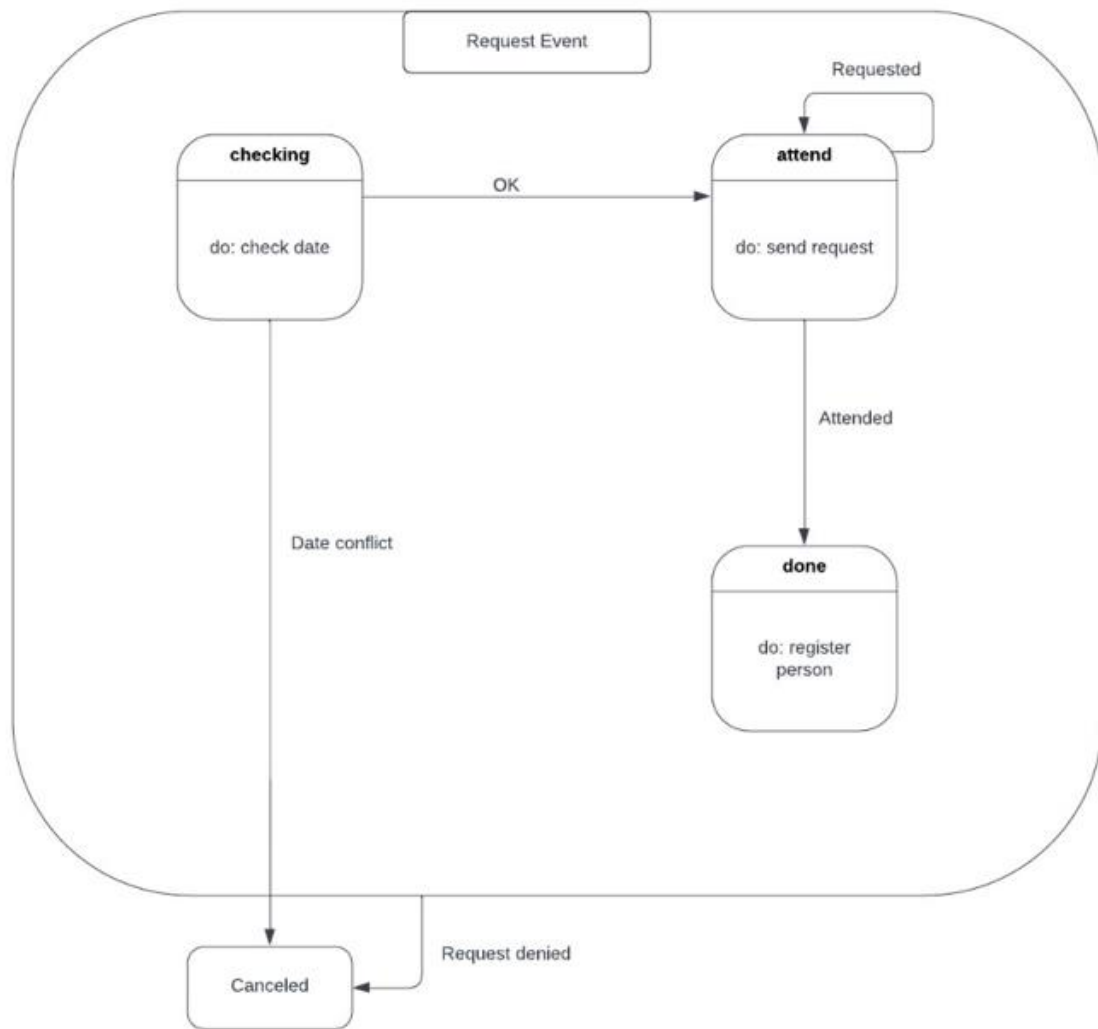 Request Event
Requested
checking
attend
OK
do: check date
do: send request
Attended
Date conflict
done
do: register
person
Request denied
Canceled